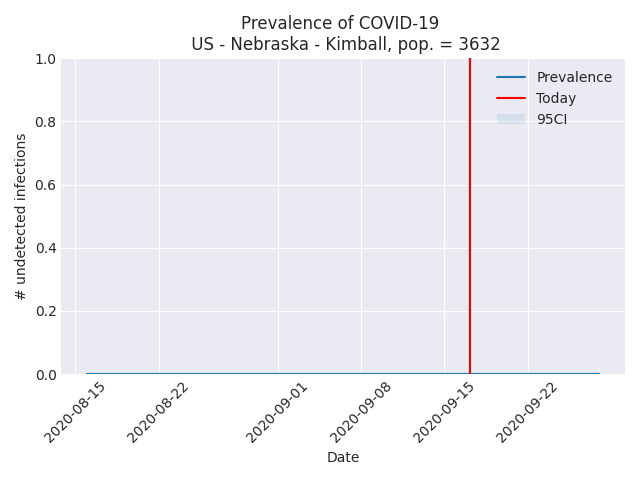 Prevalence of COVID-19
US - Nebraska - Kimball, pop. = 3632
Prevalence
Today
95CI
# undetected infections
1.0
0.8
0.6
0.4
0.2
0.0
2020-08-15
2020-08-22
2020-09-01
2020-09-08
2020-09-15
2020-09-22
Date